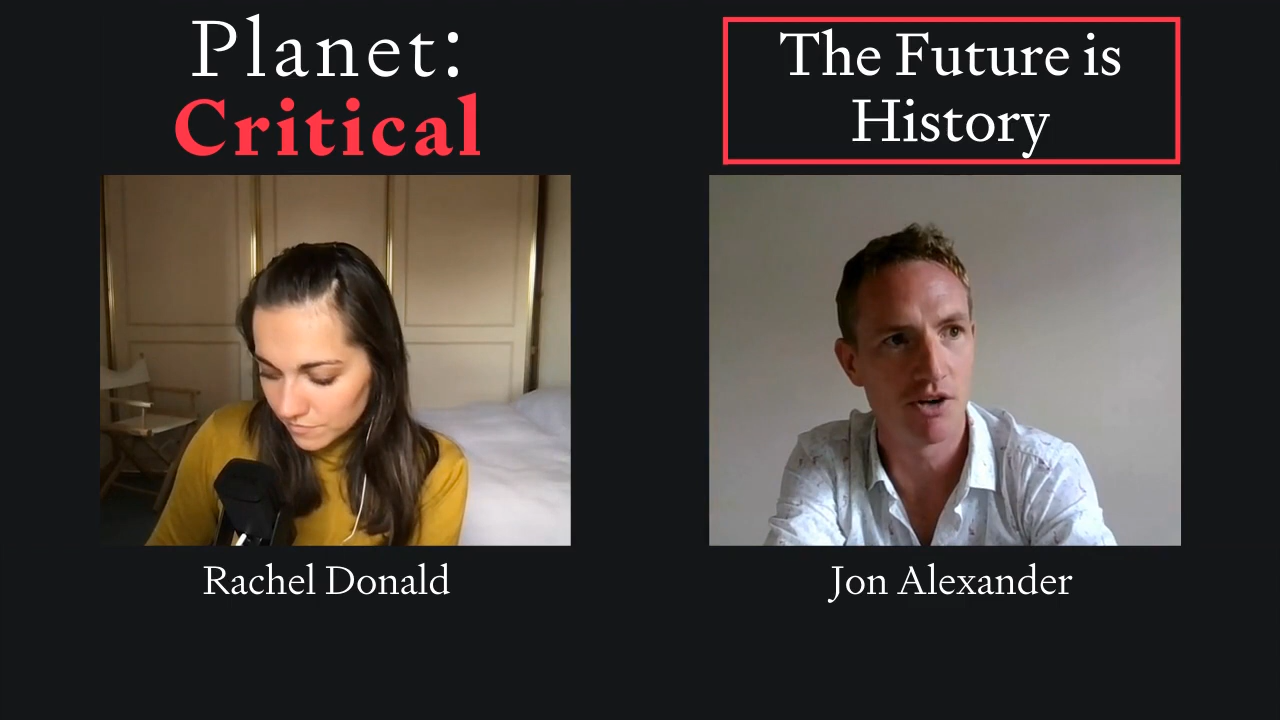 Planet:
Critical
The Future is
History
Rachel Donald
Jon Alexander